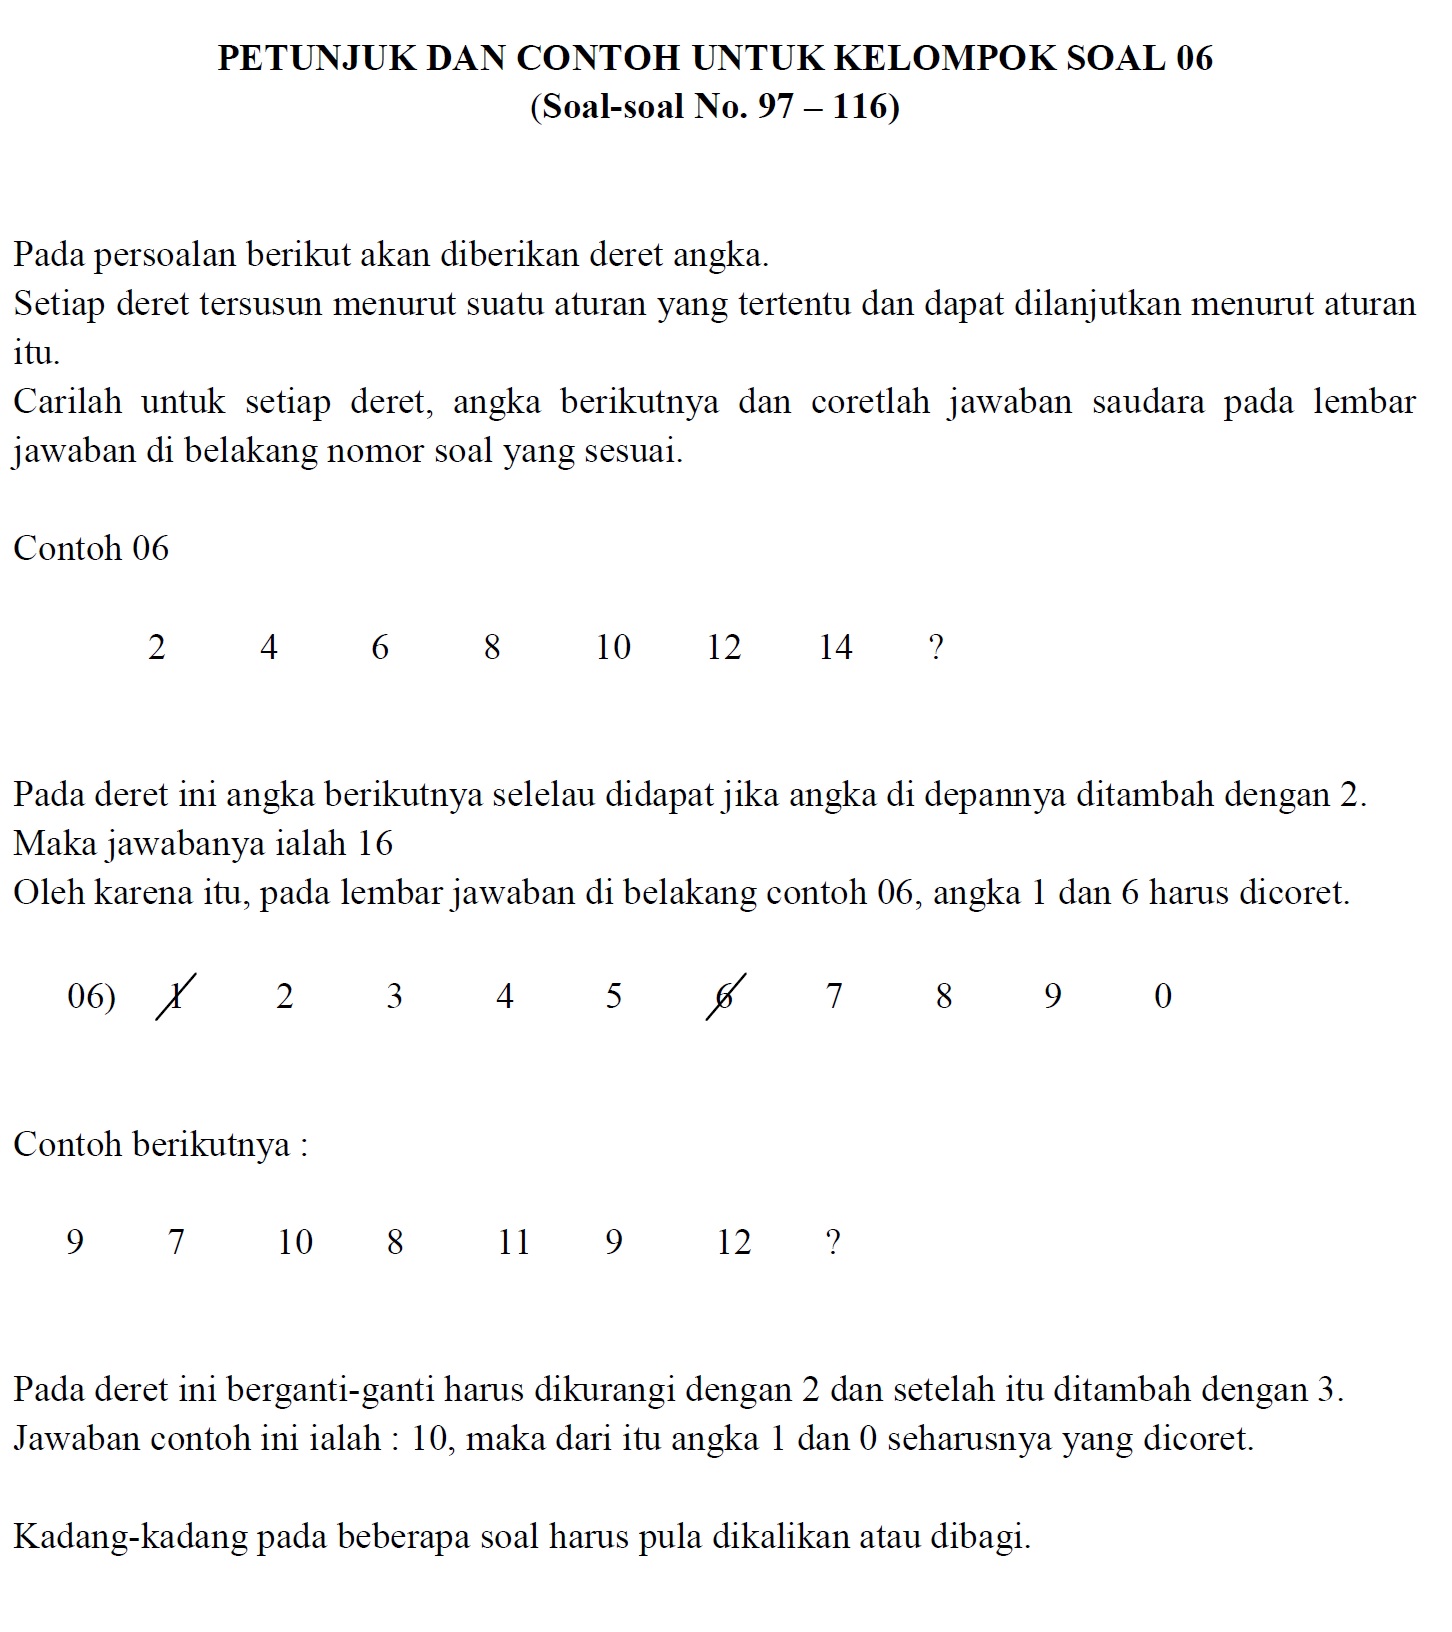 PETUNJUK DAN CONTOH UNTUK KELOMPOK SOAL 06
(Soal-soal No. 97 – 116)
Pada persoalan berikut akan diberikan deret angka.
Setiap deret tersusun menurut suatu aturan yang tertentu dan dapat dilanjutkan menurut aturan
itu.
Carilah untuk setiap deret, angka berikutnya dan coretlah jawaban saudara pada lembar
jawaban di belakang nomor soal yang sesuai.
Contoh 06
2 4 6 8 10 12 14 ?
Pada deret ini angka berikutnya selelau didapat jika angka di depannya ditambah dengan 2.
Maka jawabanya ialah 16
Oleh karena itu, pada lembar jawaban di belakang contoh 06, angka 1 dan 6 harus dicoret.
06) 1 2 3 4 5 6 7 8 9 0
Contoh berikutnya :
9 7 10 8 11 9 12 ?
Pada deret ini berganti-ganti harus dikurangi dengan 2 dan setelah itu ditambah dengan 3.
Jawaban contoh ini ialah : 10, maka dari itu angka 1 dan 0 seharusnya yang dicoret.
Kadang-kadang pada beberapa soal harus pula dikalikan atau dibagi.